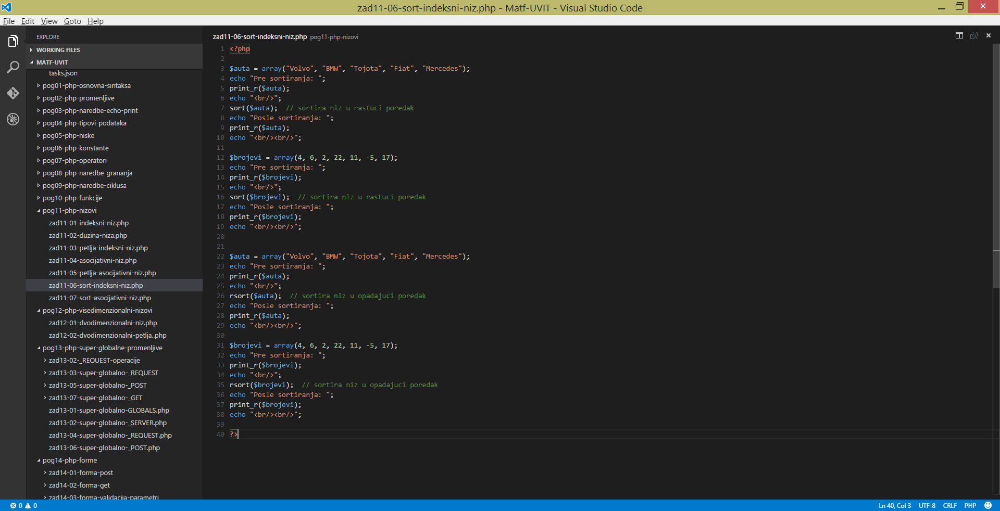 zad11-06-sort-indeksni-niz.php - Matf-UVIT - Visual Studio Code
File Edit View Goto Help
EXPLORE
WORKING FILES
MATF-UVIT
tasks.json
pog01-php-osnovna-sintaksa
pog02-php-promenljive
pog03-php-naredbe-echo-print
pog04-php-tipovi-podataka
pog05-php-niske
pog06-php-konstante
pog07-php-operatori
pog08-php-naredbe-grananja
pog09-php-naredbe-ciklusa
pog10-php-funkcije
pog11-php-nizovi
zad11-01-indeksni-niz.php
zad11-02-duzina-niza.php
zad11-03-petlja-indeksni-niz.php
zad11-04-asocijativni-niz.php
zad11-05-petlja-asocijativni-niz.php
zad11-06-sort-indeksni-niz.php
zad11-07-sort-asocijativni-niz.php
pog12-php-visedimenzionalni-nizovi
zad12-01-dvodimenzionalni-niz.php
zad12-02-dvodimenzionalni-petlja..php
pog13-php-super-globalne-promenljive
zad13-02-_REQUEST-operacije
zad13-03-super-globalno-_REQUEST
zad13-05-super-globalno-_POST
zad13-07-super-globalno-_GET
zad13-01-super-globalno-GLOBALS.php
zad13-02-super-globalno-_SERVER.php
zad13-04-super-globalno-_REQUEST.php
zad13-06-super-globalno-_POST.php
pog14-php-forme
zad14-01-forma-post
zad14-02-forma-get
zad14-03-forma-validacija-parametri
zad11-06-sort-indeksni-niz.php pog11-php-nizovi
1 <?php
2
3 $auta = array("Volvo", "BMW", "Tojota", "Fiat", "Mercedes");
4 echo "Pre sortiranja: ";
5 print_r($auta);
6 echo "<br/>";
7 sort($auta);  // sortira niz u rastuci poredak
8 echo "Posle sortiranja: ";
9 print_r($auta);
10 echo "<br/><br/>";
11
12 $brojevi = array(4, 6, 2, 22, 11, -5, 17);
13 echo "Pre sortiranja: ";
14 print_r($brojevi);
15 echo "<br/>";
16 sort($brojevi);  // sortira niz u rastuci poredak
17 echo "Posle sortiranja: ";
18 print_r($brojevi);
19 echo "<br/><br/>";
20
21
22 $auta = array("Volvo", "BMW", "Tojota", "Fiat", "Mercedes");
23 echo "Pre sortiranja: ";
24 print_r($auta);
25 echo "<br/>";
26 rsort($auta);  // sortira niz u opadajuci poredak
27 echo "Posle sortiranja: ";
28 print_r($auta);
29 echo "<br/><br/>";
30
31 $brojevi = array(4, 6, 2, 22, 11, -5, 17);
32 echo "Pre sortiranja: ";
33 print_r($brojevi);
34 echo "<br/>";
35 rsort($brojevi);  // sortira niz u opadajuci poredak
36 echo "Posle sortiranja: ";
37 print_r($brojevi);
38 echo "<br/><br/>";
39
40 ?>
0 0 Ln 40, Col 3 UTF-8 CRLF PHP